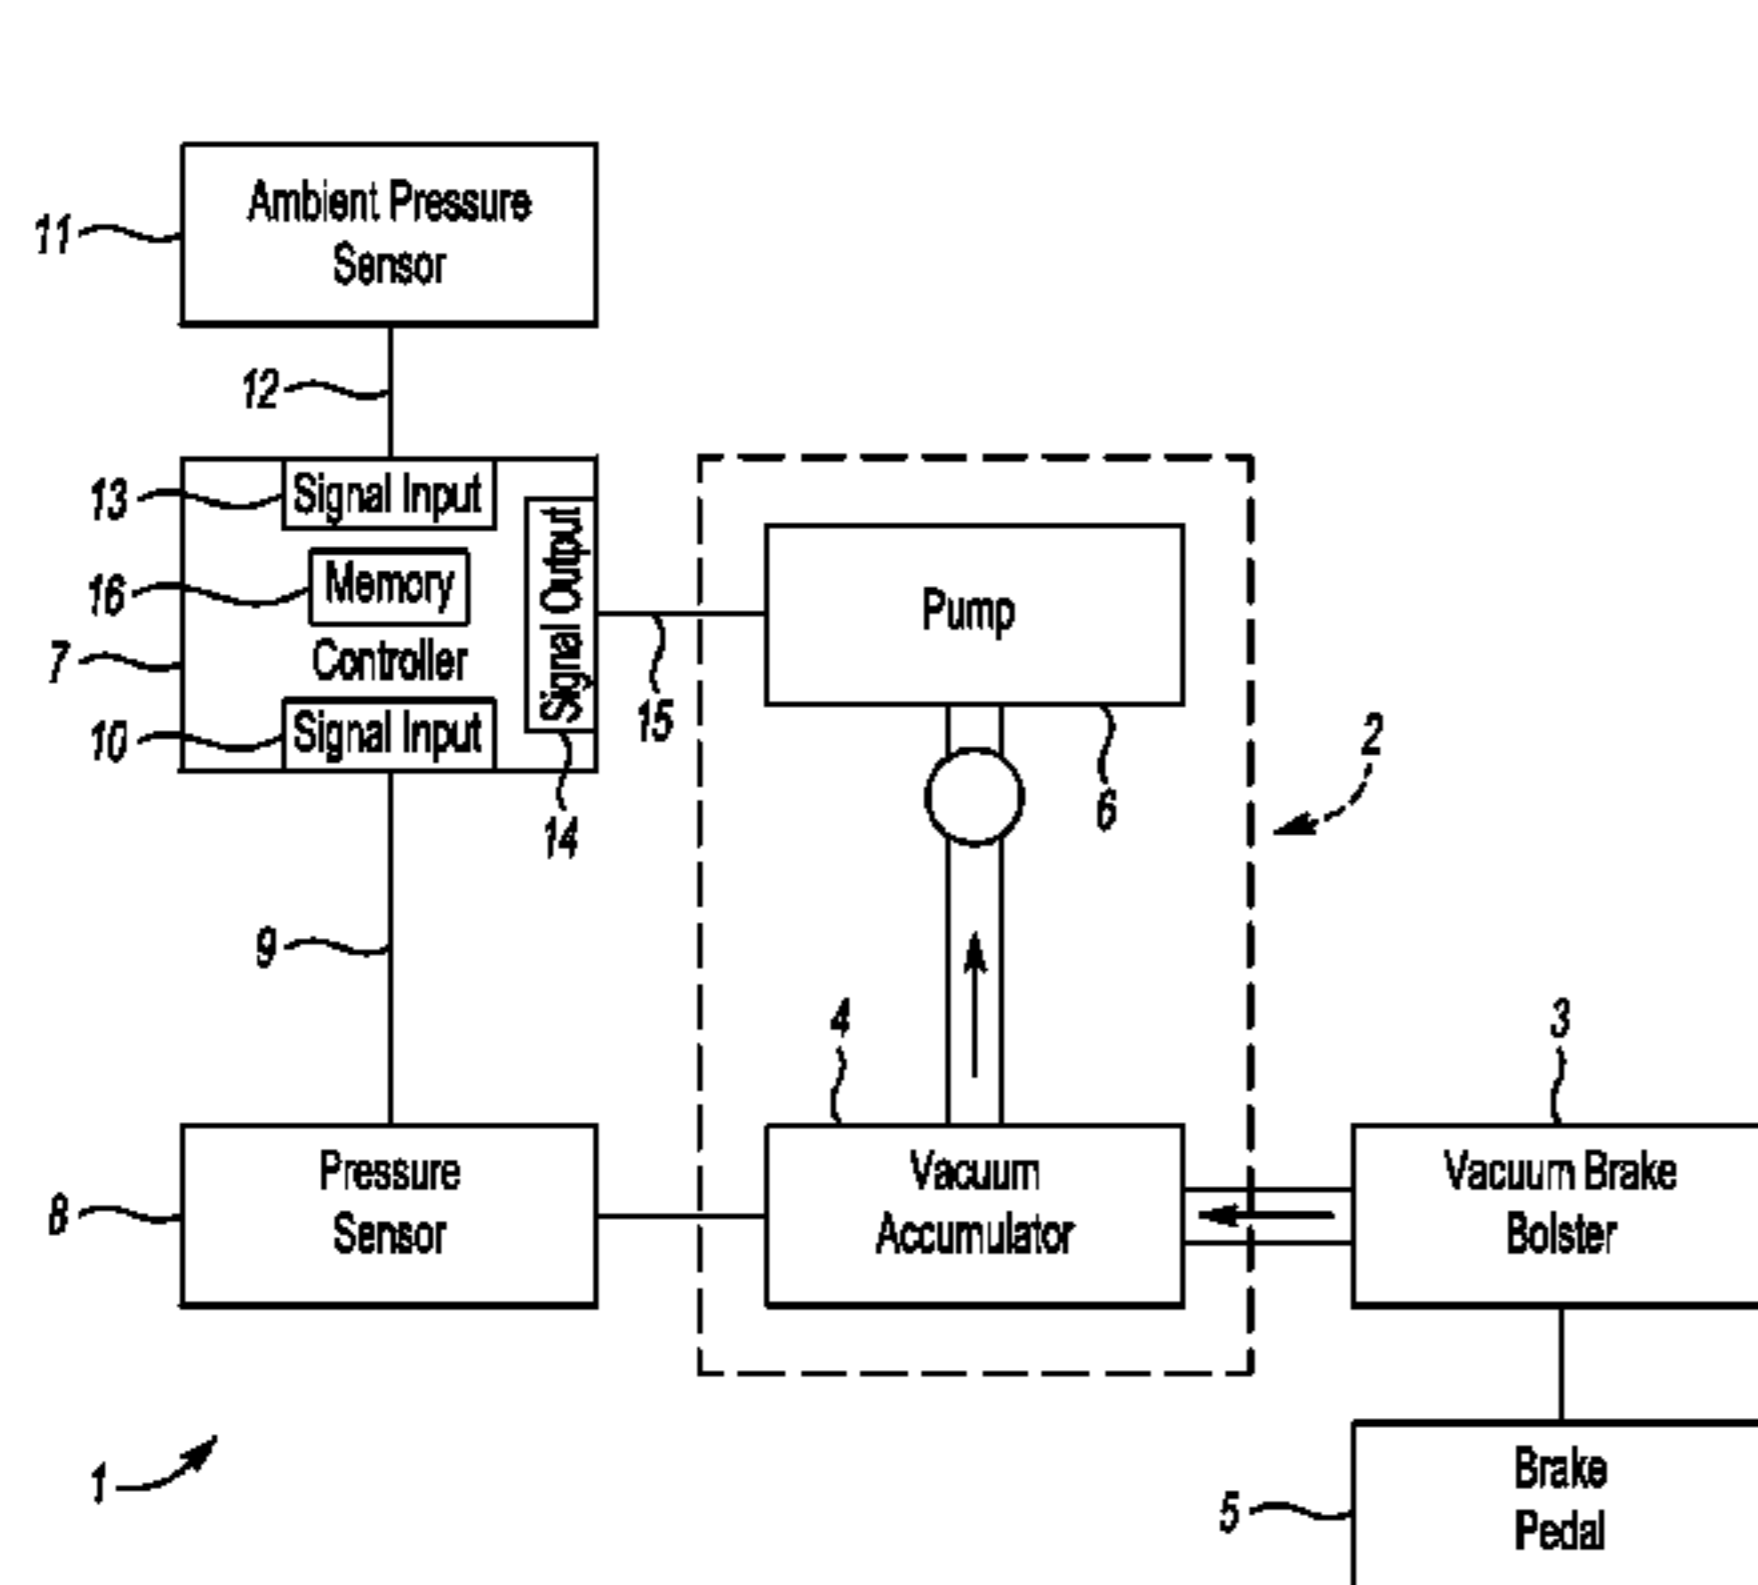 Ambient Pressure
Sensor
11
12
13
Signal Input
16
Memory
7
Controller
10
Signal Input
Signal Output
14
15
Pump
6
2
9
4
3
8
Pressure
Sensor
Vacuum
Accumulator
Vacuum Brake
Bolster
1
5
Brake
Pedal